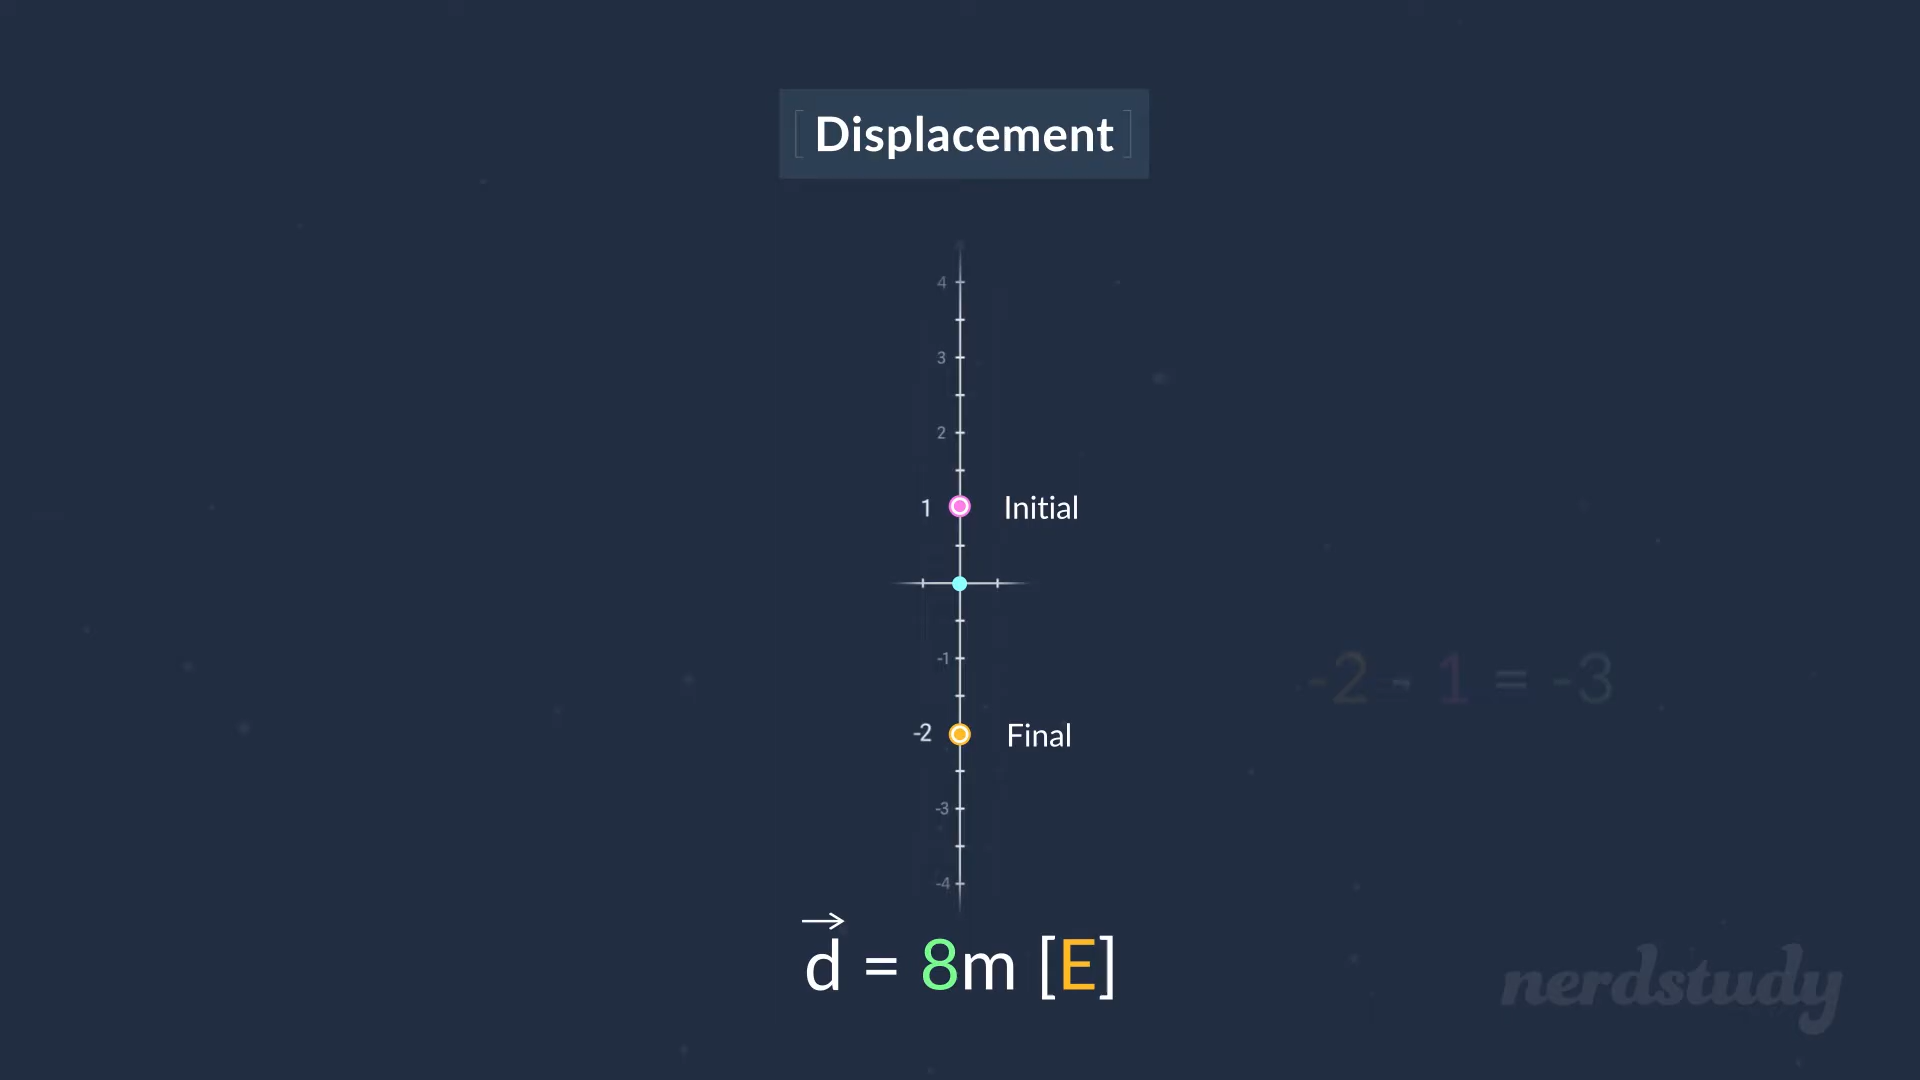 [ Displacement ]
4
3
2
1 Initial
-1
-2 - 1 = -3
-2 Final
-3
-4
d⃗ = 8m [E]
nerdstudy